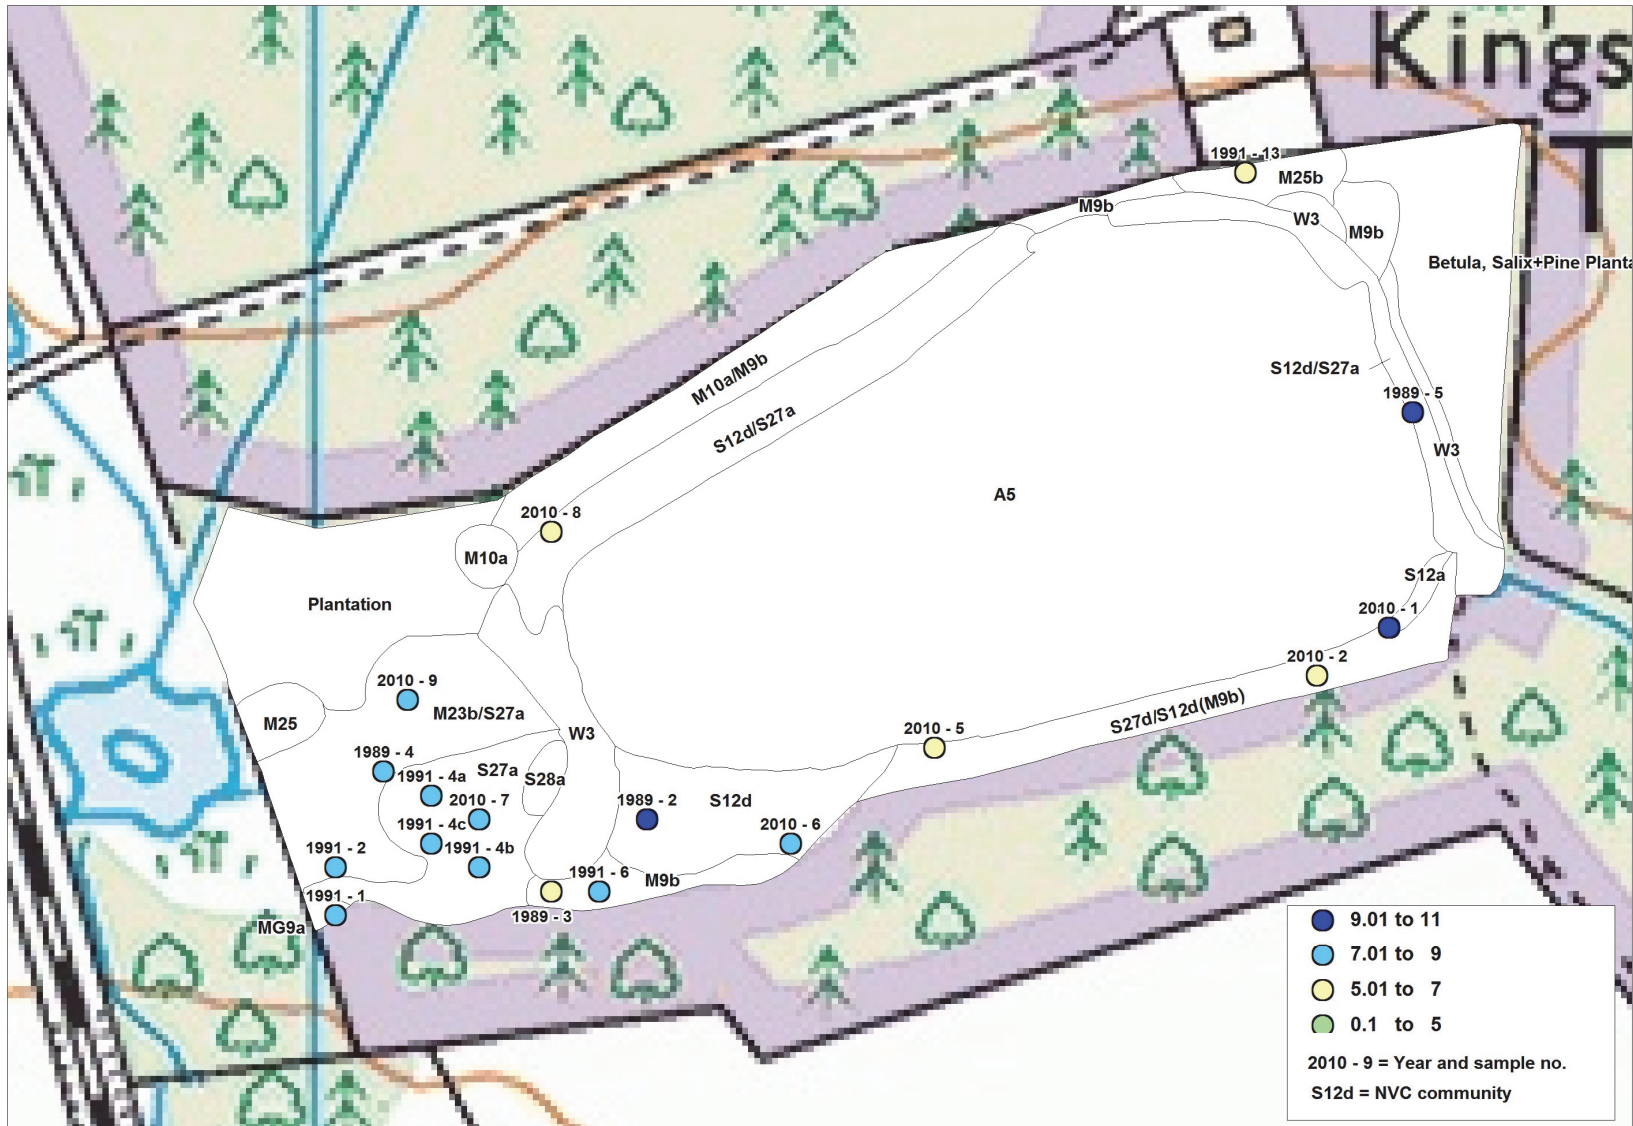 Kings
T
1991 - 13
M25b
M9b
W3
M9b
Betula, Salix+Pine Planta
M10a/M9b
S12d/S27a
S12d/S27a
1989 - 5
W3
A5
2010 - 8
M10a
S12a
Plantation
2010 - 1
2010 - 2
2010 - 9
M23b/S27a
S27d/S12d(M9b)
M25
W3
2010 - 5
1989 - 4
1991 - 4a
S27a
S28a
2010 - 7
1989 - 2
S12d
1991 - 4c
2010 - 6
1991 - 2
1991 - 4b
1991 - 6
M9b
1991 - 1
1989 - 3
MG9a
9.01 to 11
7.01 to 9
5.01 to 7
0.1 to 5
2010 - 9 = Year and sample no.
S12d = NVC community